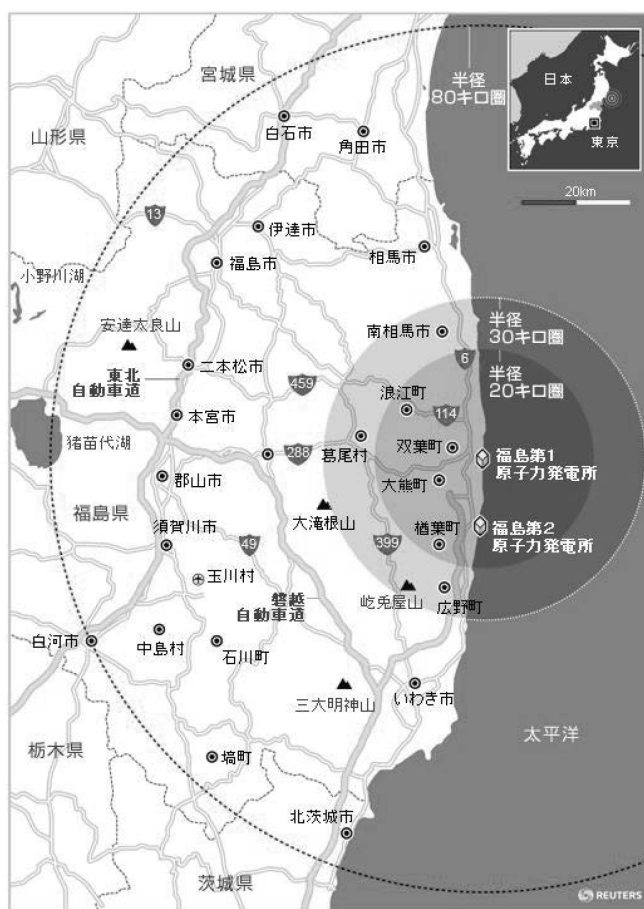 宮城県
半径
80キロ圏
日本
東京
20km
山形県
白石市
角田市
13
伊達市
福島市
相馬市
小野川湖
安達太良山
南相馬市
半径
30キロ圏
6
半径
20キロ圏
東北
自動車道
二本松市
459
浪江町
114
本宮市
猪苗代湖
288
葛尾村
双葉町
福島第1
原子力発電所
郡山市
大熊町
福島県
大滝根山
須賀川市
49
399
楢葉町
福島第2
原子力発電所
玉川村
磐越
自動車道
屹兎屋山
広野町
白河市
中島村
石川町
三大明神山
いわき市
太平洋
栃木県
塙町
北茨城市
茨城県
REUTERS